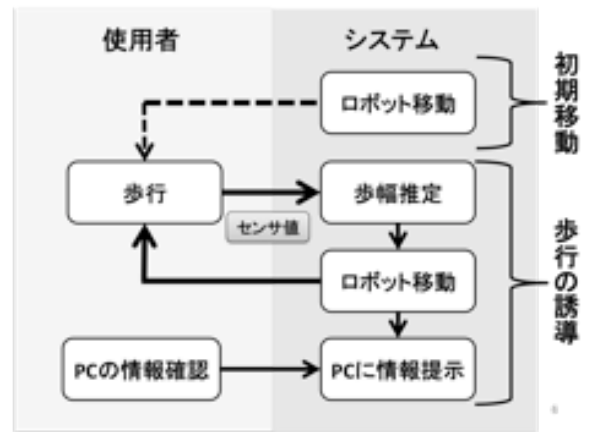 使用者
システム
ロボット移動
初期移動
歩行
センサ値
歩幅推定
ロボット移動
歩行の誘導
PCの情報確認
PCに情報提示